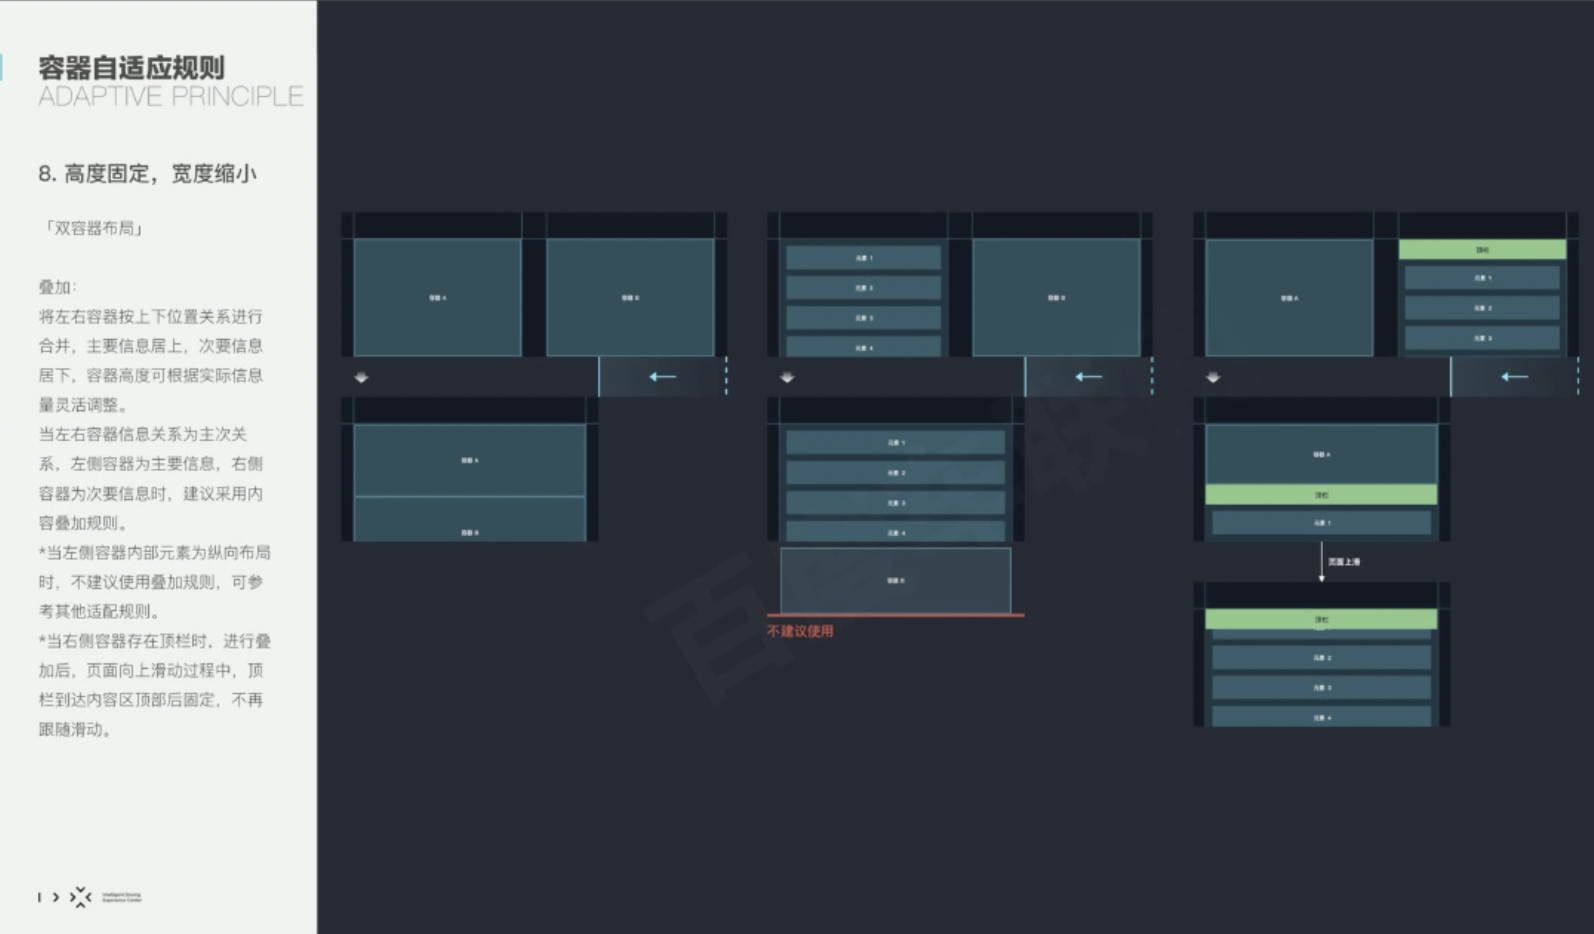 容器自适应规则
ADAPTIVE PRINCIPLE
8. 高度固定，宽度缩小
「双容器布局」
叠加：
将左右容器按上下位置关系进行
合并，主要信息居上，次要信息
居下，容器高度可根据实际信息
量灵活调整。
当左右容器信息关系为主次关
系，左侧容器为主要信息，右侧
容器为次要信息时，建议采用内
容叠加规则。
*当左侧容器内部元素为纵向布局
时，不建议使用叠加规则，可参
考其他适配规则。
*当右侧容器存在顶栏时，进行叠
加后，页面向上滑动过程中，顶
栏到达内容区顶部后固定，不再
跟随滑动。
Intelligent Driving
Experience Center
容器 A
容器 B
容器 A
容器 B
元素 1
元素 2
元素 3
元素 4
容器 B
元素 1
元素 2
元素 3
元素 4
容器 B
不建议使用
容器 A
顶栏
元素 1
元素 2
元素 3
容器 A
顶栏
元素 1
页面上滑
顶栏
元素 2
元素 3
元素 4